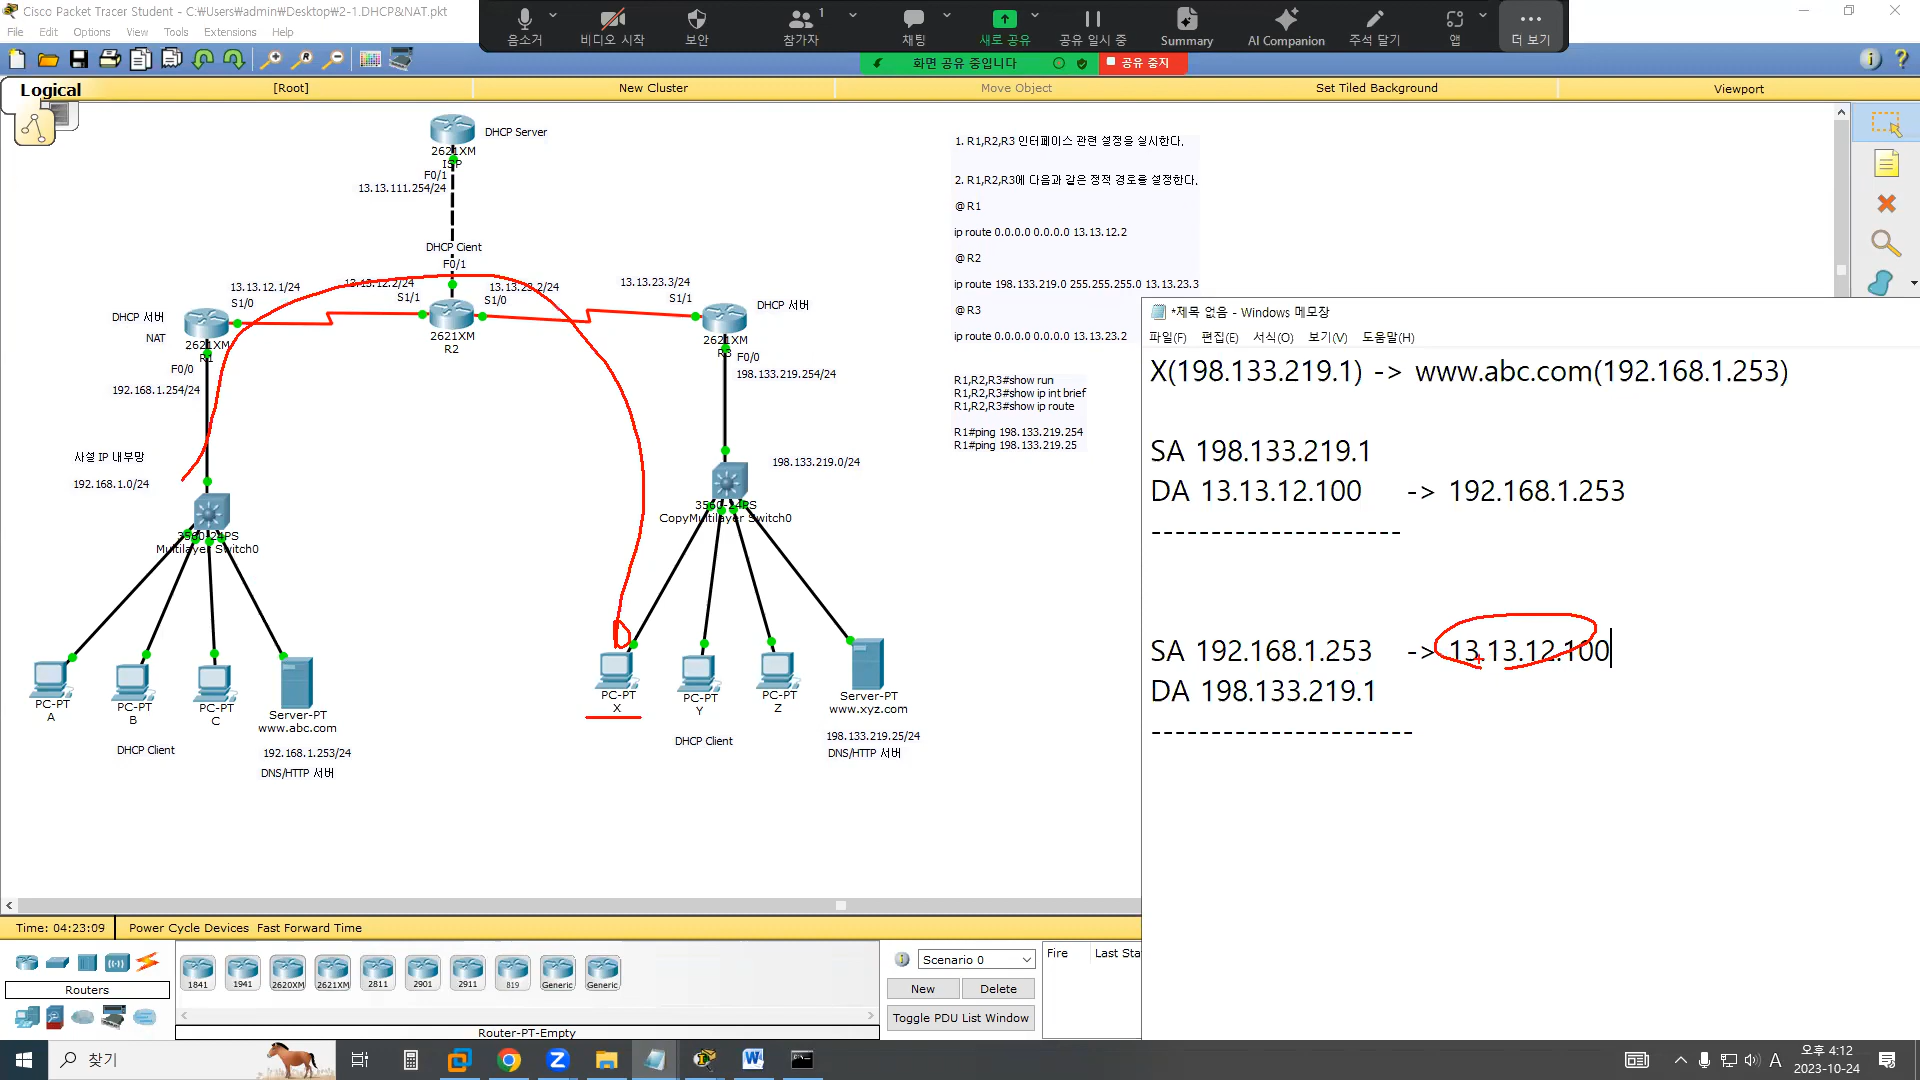 Cisco Packet Tracer Student - C:₩Users₩admin₩Desktop₩2-1.DHCP&NAT.pkt
File Edit Options View Tools Extensions Help
음소거
비디오 시작
보안
1
참가자
채팅
새로 공유
공유 일시 중
Summary
AI Companion
주석 달기
앱
더 보기
화면 공유 중입니다
공유 중지
Logical
[Root]
New Cluster
Move Object
Set Tiled Background
Viewport
DHCP Server
2621XM
ISP
F0/1
13.13.111.254/24
DHCP Cient
F0/1
13.13.12.1/24
S1/0
13.13.12.2/24
S1/1
13.13.23.2/24
S1/0
13.13.23.3/24
S1/1
DHCP 서버
NAT
2621XM
R1
F0/0
192.168.1.254/24
2621XM
R2
DHCP 서버
2621XM
R3
F0/0
198.133.219.254/24
사설 IP 내부망
192.168.1.0/24
3560-24PS
Multilayer Switch0
198.133.219.0/24
3560-24PS
CopyMultilayer Switch0
PC-PT
A
PC-PT
B
PC-PT
C
Server-PT
www.abc.com
DHCP Client
192.168.1.253/24
DNS/HTTP 서버
PC-PT
X
PC-PT
Y
PC-PT
Z
Server-PT
www.xyz.com
DHCP Client
198.133.219.25/24
DNS/HTTP 서버
1. R1,R2,R3 인터페이스 관련 설정을 실시한다.
2. R1,R2,R3에 다음과 같은 정적 경로를 설정한다.
@ R1
ip route 0.0.0.0 0.0.0.0 13.13.12.2
@ R2
ip route 198.133.219.0 255.255.255.0 13.13.23.3
@ R3
ip route 0.0.0.0 0.0.0.0 13.13.23.2
R1,R2,R3#show run
R1,R2,R3#show ip int brief
R1,R2,R3#show ip route
R1#ping 198.133.219.254
R1#ping 198.133.219.25
*제목 없음 - Windows 메모장
파일(F) 편집(E) 서식(O) 보기(V) 도움말(H)
X(198.133.219.1) -> www.abc.com(192.168.1.253)
SA 198.133.219.1
DA 13.13.12.100 -> 192.168.1.253
---------------------
SA 192.168.1.253 -> 13.13.12.100
DA 198.133.219.1
----------------------
Time: 04:23:09
Power Cycle Devices Fast Forward Time
Routers
1841
1941
2620XM
2621XM
2811
2901
2911
819
Generic
Generic
Router-PT-Empty
Scenario 0
New
Delete
Toggle PDU List Window
Fire
Last Sta
찾기
A
오후 4:12
2023-10-24